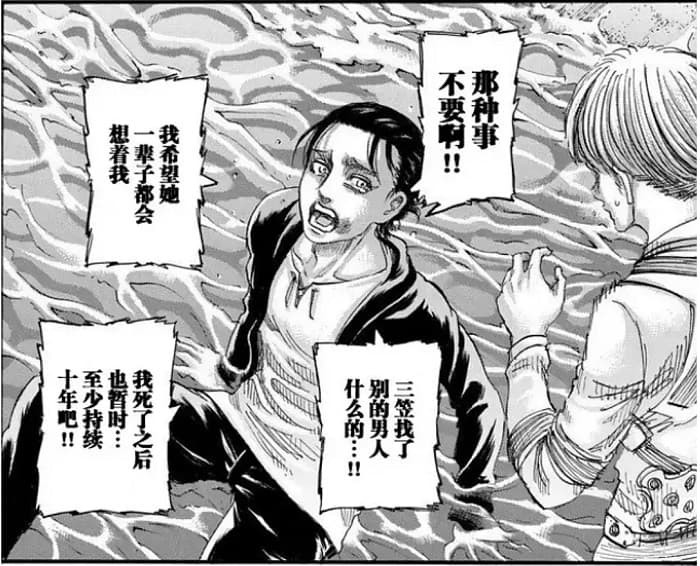 那种事
不要啊!!
三笠找了
别的男人
什么的…!!
我希望她
一辈子都会
想着我
我死了之后
也暂时…
至少持续
十年吧!!